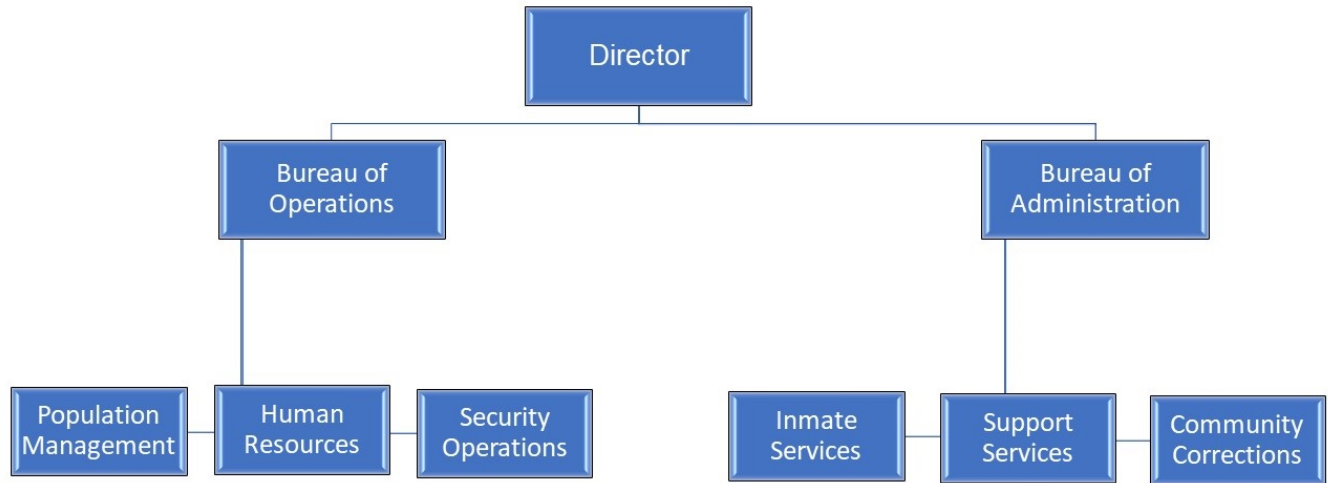 Director
Bureau of
Operations
Bureau of
Administration
Population
Management
Human
Resources
Security
Operations
Inmate
Services
Support
Services
Community
Corrections